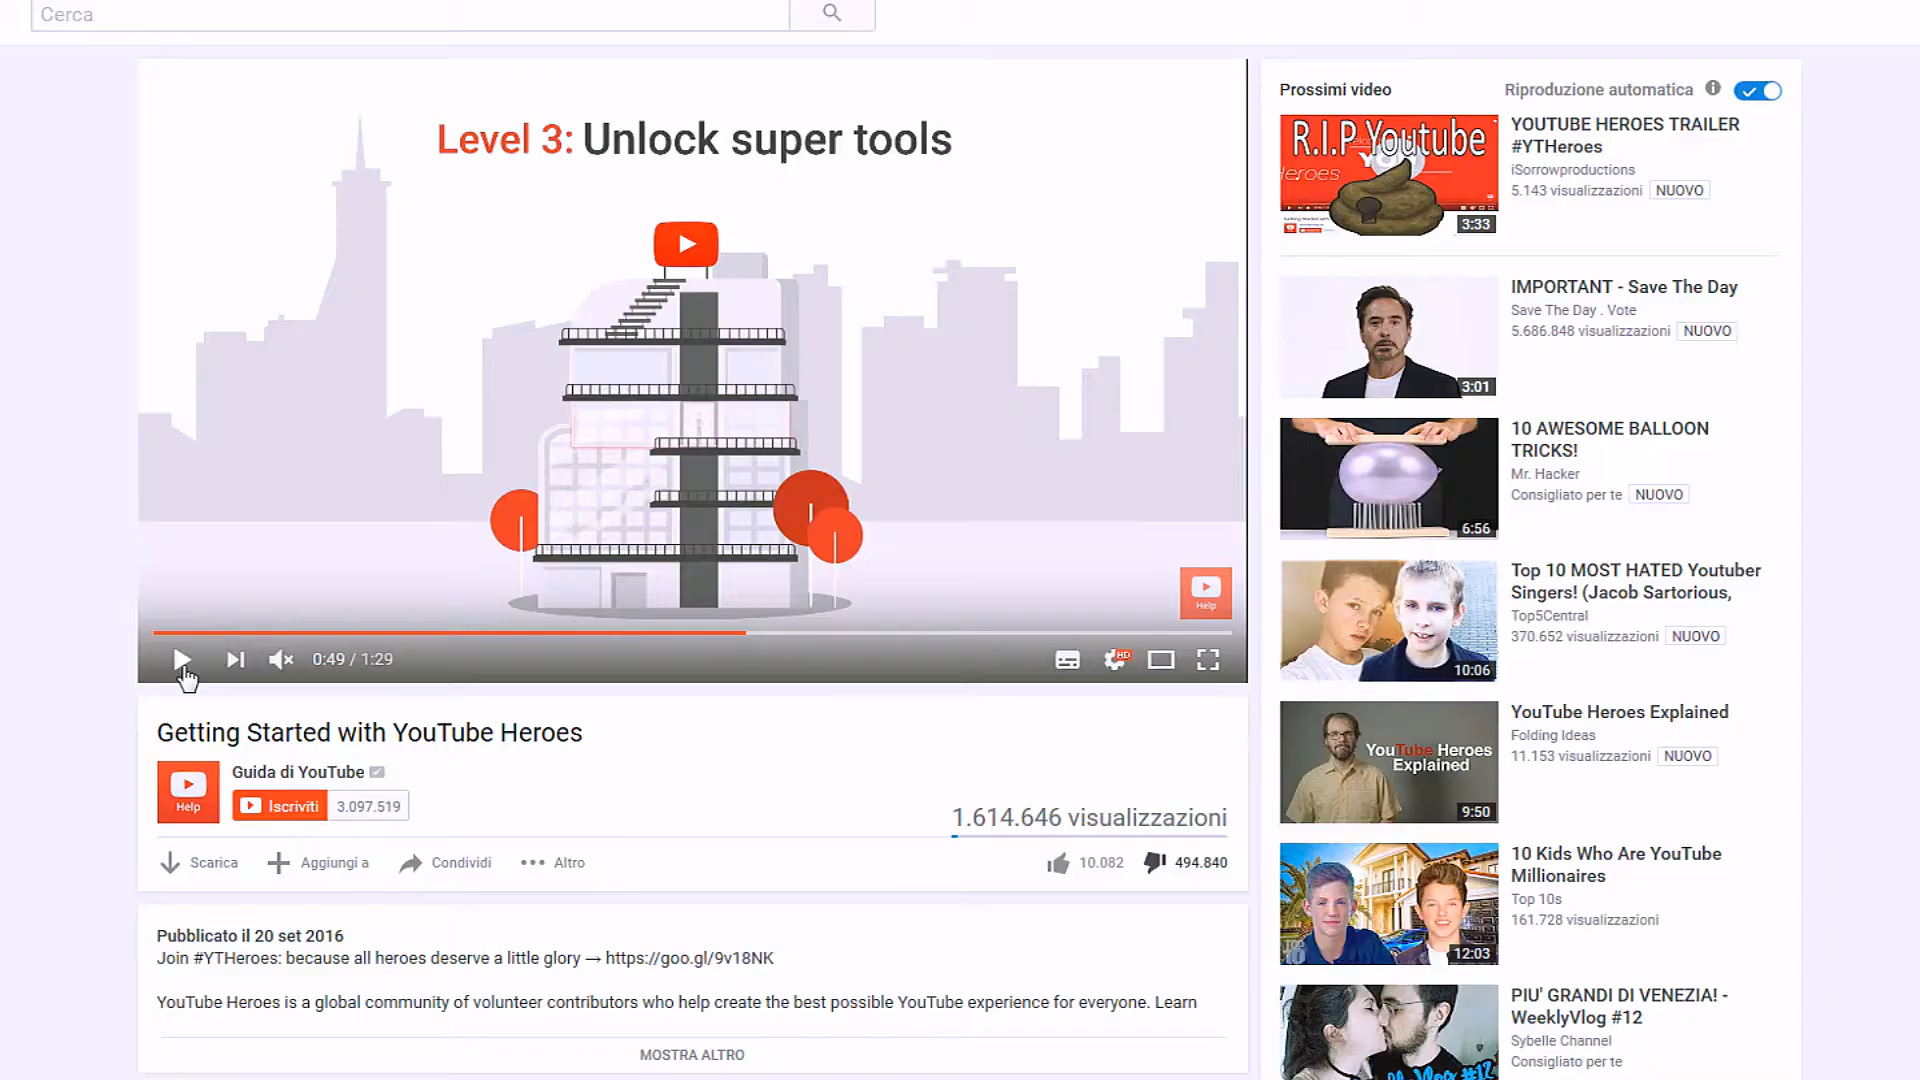 Cerca
Level 3: Unlock super tools
Help
0:49 / 1:29
HD
Getting Started with YouTube Heroes
Help
Guida di YouTube
Iscriviti 3.097.519
1.614.646 visualizzazioni
Scarica
Aggiungi a
Condividi
Altro
10.082
494.840
Pubblicato il 20 set 2016
Join #YTHeroes: because all heroes deserve a little glory → https://goo.gl/9v18NK
YouTube Heroes is a global community of volunteer contributors who help create the best possible YouTube experience for everyone. Learn
MOSTRA ALTRO
Prossimi video
Riproduzione automatica
R.I.P Youtube
3:33
YOUTUBE HEROES TRAILER
#YTHeroes
iSorrowproductions
5.143 visualizzazioni NUOVO
3:01
IMPORTANT - Save The Day
Save The Day . Vote
5.686.848 visualizzazioni NUOVO
6:56
10 AWESOME BALLOON
TRICKS!
Mr. Hacker
Consigliato per te NUOVO
10:06
Top 10 MOST HATED Youtuber
Singers! (Jacob Sartorious,
Top5Central
370.652 visualizzazioni NUOVO
YouTube Heroes
Explained
9:50
YouTube Heroes Explained
Folding Ideas
11.153 visualizzazioni NUOVO
12:03
10 Kids Who Are YouTube
Millionaires
Top 10s
161.728 visualizzazioni
PIU' GRANDI DI VENEZIA! -
WeeklyVlog #12
Sybelle Channel
Consigliato per te